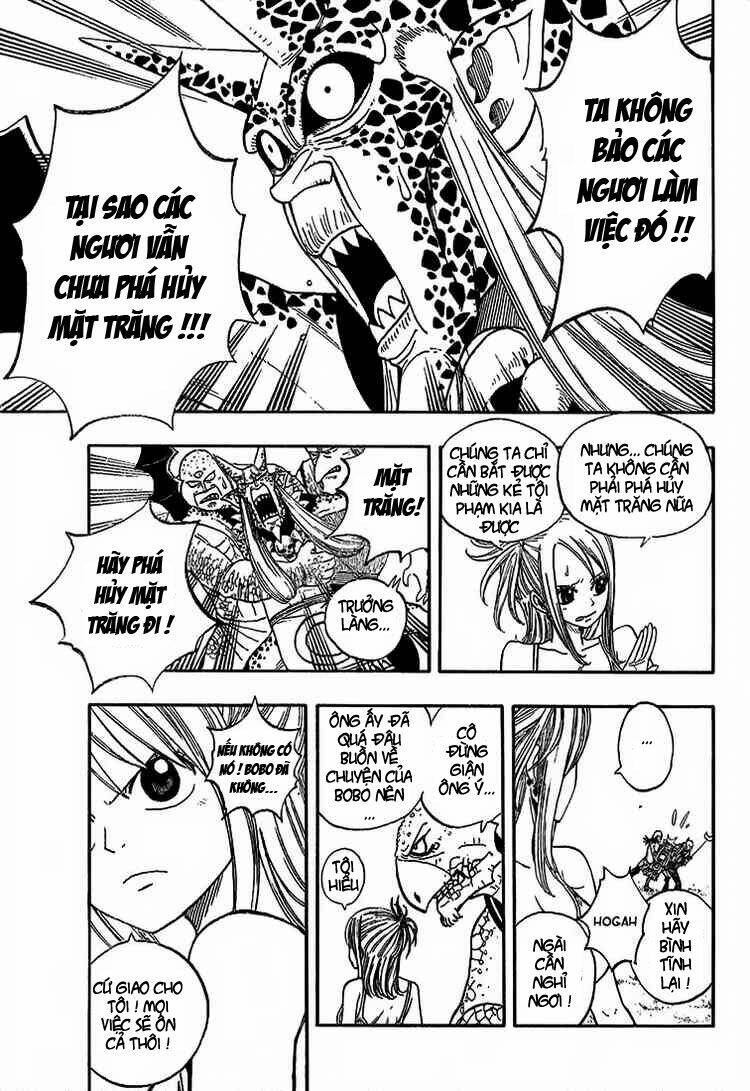 TA KHÔNG
BẢO CÁC
NGƯƠI LÀM
VIỆC ĐÓ !!
TẠI SAO CÁC
NGƯƠI VẪN
CHƯA PHÁ HỦY
MẶT TRĂNG !!!
NHƯNG... CHÚNG
TA KHÔNG CẦN
PHẢI PHÁ HỦY
MẶT TRĂNG NỮA
CHÚNG TA CHỈ
CẦN BẮT ĐƯỢC
NHỮNG KẺ TỘI
PHẠM KIA LÀ
ĐƯỢC
MẶT
TRĂNG!
HÃY PHÁ
HỦY MẶT
TRĂNG ĐI !
TRƯỞNG
LÀNG...
...
XIN
HÃY
BÌNH
TĨNH
LẠI !
HOGAH
NGÀI
CẦN
NGHỈ
NGƠI !
CÔ
ĐỪNG
GIẬN
ÔNG Ý...
ÔNG ẤY ĐÃ
QUÁ ĐAU
BUỒN VỀ
CHUYỆN CỦA
BOBO NÊN
...
TÔI
HIỂU
NẾU KHÔNG CÓ
NÓ ! BOBO ĐÃ
KHÔNG...
CỨ GIAO CHO
TÔI ! MỌI
VIỆC SẼ ỔN
CẢ THÔI !